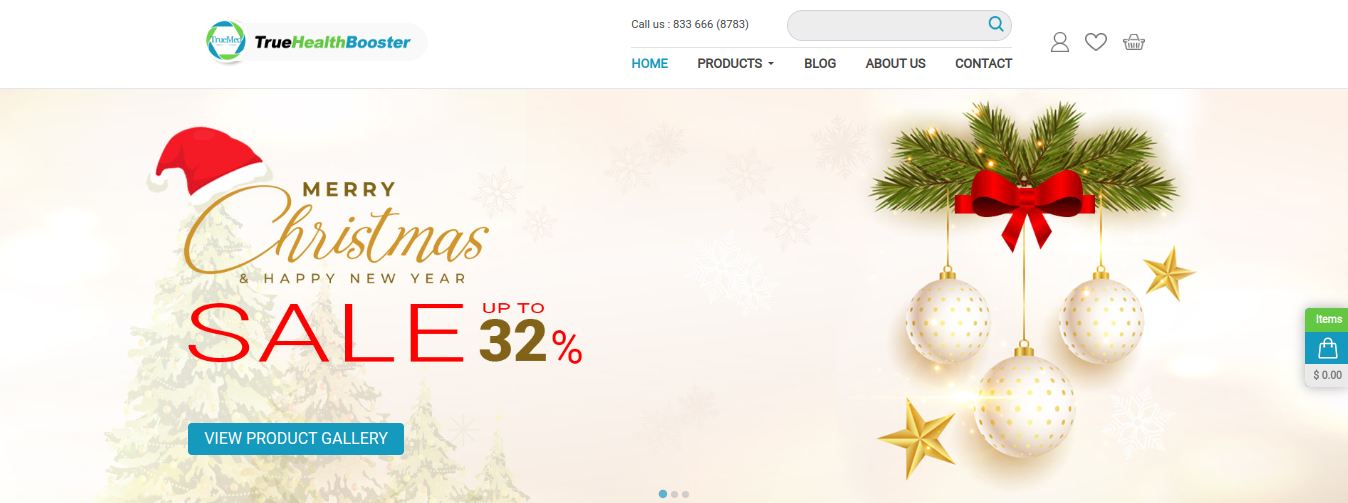 Call us : 833 666 (8783)
TrueMed
TrueHealthBooster
HOME PRODUCTS BLOG ABOUT US CONTACT
MERRY
Christmas
& HAPPY NEW YEAR
SALE UP TO 32%
Items
$ 0.00
VIEW PRODUCT GALLERY